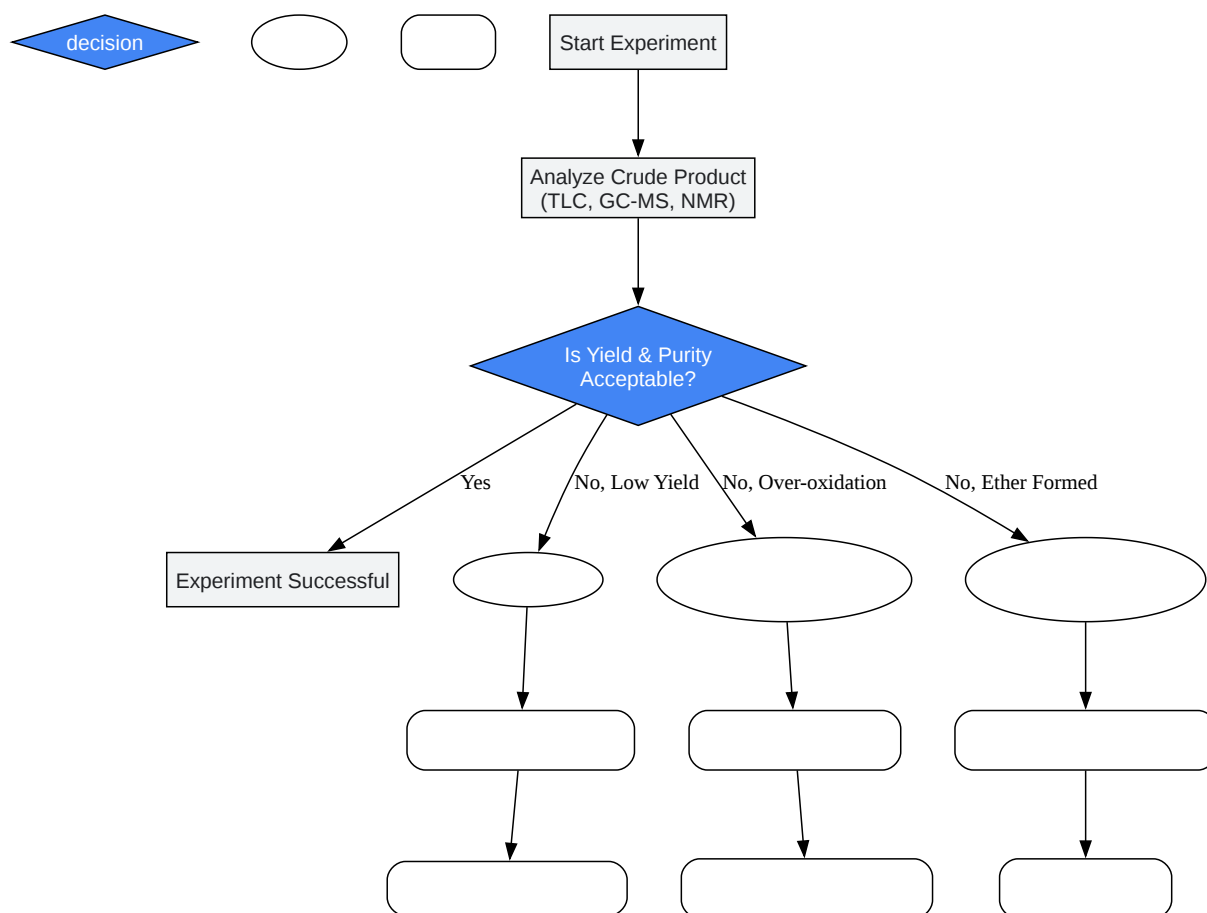 decision
Start Experiment
Analyze Crude Product
(TLC, GC-MS, NMR)
Is Yield & Purity
Acceptable?
Yes
No, Low Yield
No, Over-oxidation
No, Ether Formed
Experiment Successful